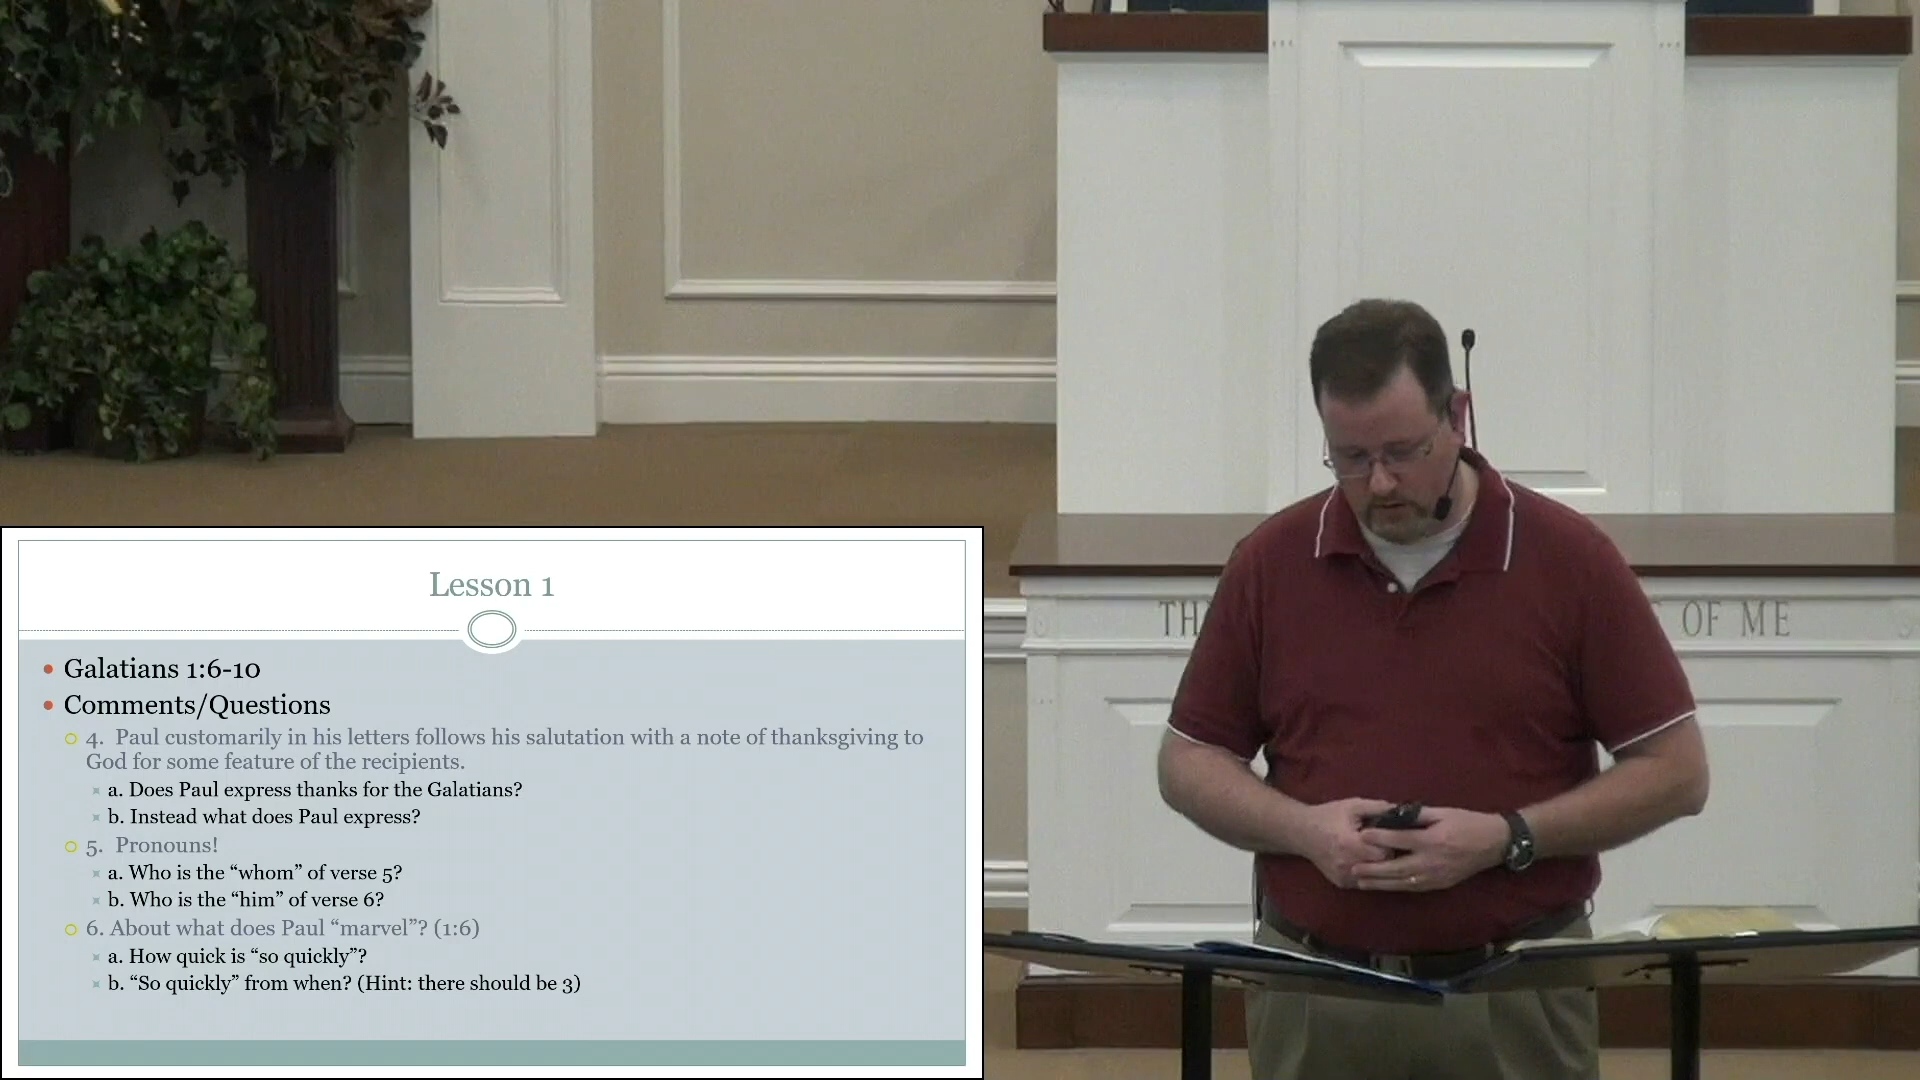 Lesson 1
• Galatians 1:6-10
• Comments/Questions
4. Paul customarily in his letters follows his salutation with a note of thanksgiving to
God for some feature of the recipients.
a. Does Paul express thanks for the Galatians?
b. Instead what does Paul express?
5. Pronouns!
a. Who is the “whom” of verse 5?
b. Who is the “him” of verse 6?
6. About what does Paul “marvel”? (1:6)
a. How quick is “so quickly”?
b. “So quickly” from when? (Hint: there should be 3)
OF ME